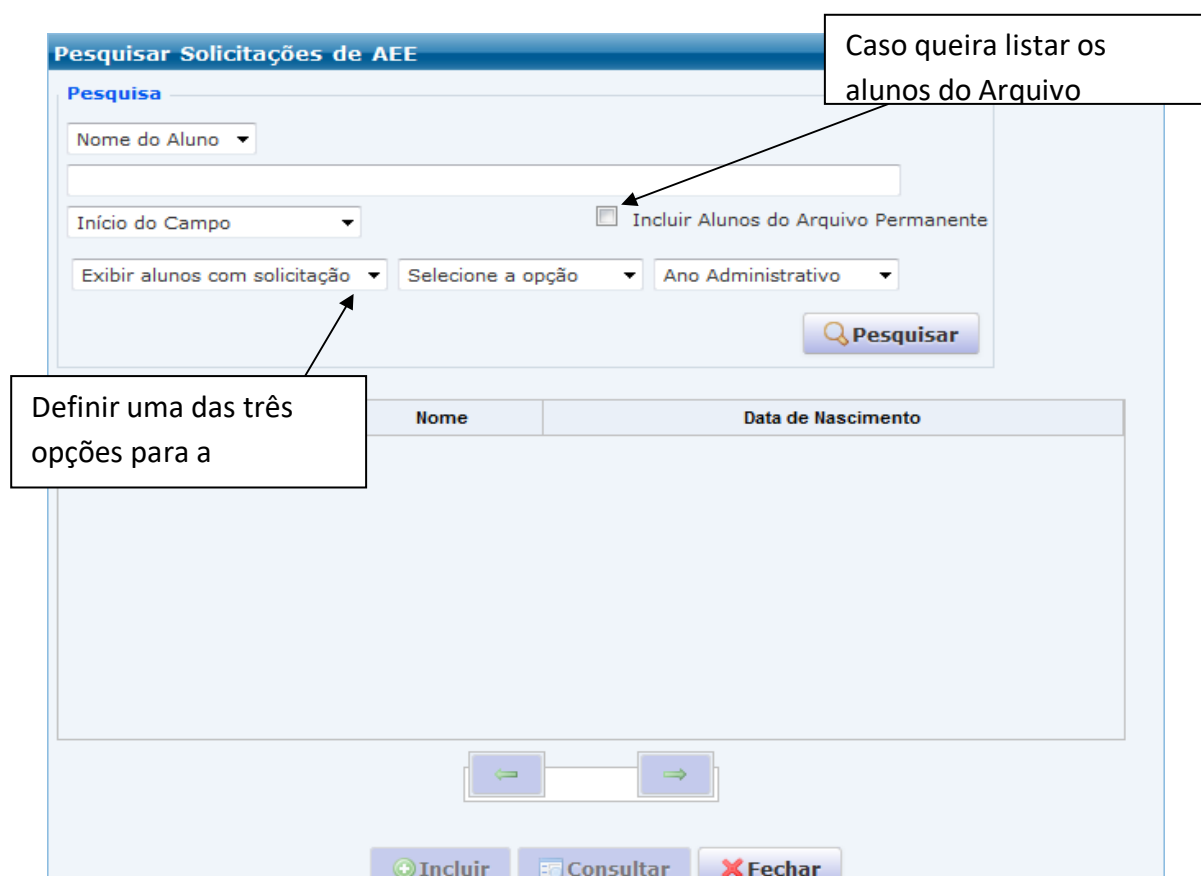 Pesquisar Solicitações de AEE
Caso queira listar os
alunos do Arquivo
Pesquisa
Nome do Aluno
Início do Campo
Incluir Alunos do Arquivo Permanente
Exibir alunos com solicitação Selecione a opção Ano Administrativo
Pesquisar
Definir uma das três
opções para a
Nome Data de Nascimento
Incluir Consultar Fechar